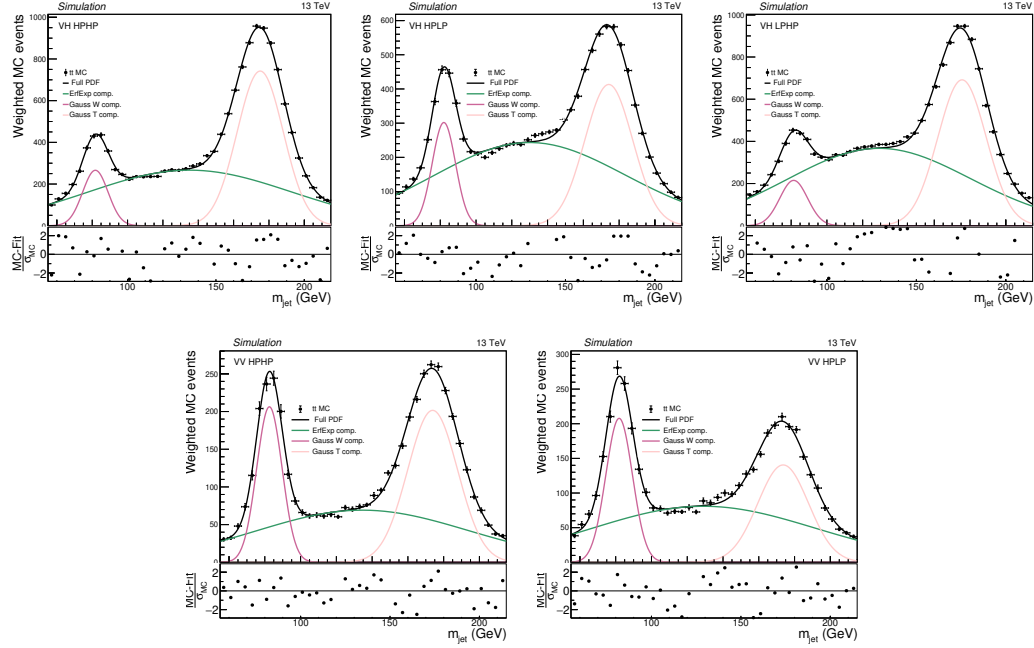 Simulation 13 TeV
VH HPHP
Weighted MC events
1000
800
600
400
200
0
tt MC
Full PDF
ErfExp comp.
Gauss W comp.
Gauss T comp.
MC-Fit
σMC
2
0
−2
100 150 200
mjet (GeV)
Simulation 13 TeV
VH HPLP
Weighted MC events
600
500
400
300
200
100
0
tt MC
Full PDF
ErfExp comp.
Gauss W comp.
Gauss T comp.
MC-Fit
σMC
2
0
−2
100 150 200
mjet (GeV)
Simulation 13 TeV
VH LPHP
Weighted MC events
1000
800
600
400
200
0
tt MC
Full PDF
ErfExp comp.
Gauss W comp.
Gauss T comp.
MC-Fit
σMC
2
0
−2
100 150 200
mjet (GeV)
Simulation 13 TeV
VV HPHP
Weighted MC events
250
200
150
100
50
0
tt MC
Full PDF
ErfExp comp.
Gauss W comp.
Gauss T comp.
MC-Fit
σMC
2
0
−2
100 150 200
mjet (GeV)
Simulation 13 TeV
VV HPLP
Weighted MC events
300
250
200
150
100
50
0
tt MC
Full PDF
ErfExp comp.
Gauss W comp.
Gauss T comp.
MC-Fit
σMC
2
0
−2
100 150 200
mjet (GeV)